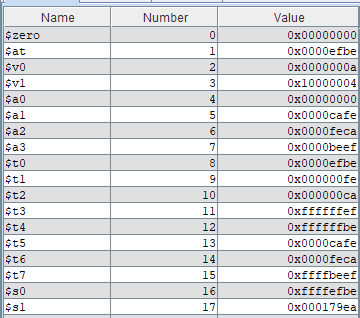 Name Number Value
$zero 0 0x00000000
$at 1 0x0000efbe
$v0 2 0x0000000a
$v1 3 0x10000004
$a0 4 0x00000000
$a1 5 0x0000cafe
$a2 6 0x0000feca
$a3 7 0x0000beef
$t0 8 0x0000efbe
$t1 9 0x000000fe
$t2 10 0x000000ca
$t3 11 0xffffffef
$t4 12 0xffffffbe
$t5 13 0x0000cafe
$t6 14 0x0000feca
$t7 15 0xffffbeef
$s0 16 0xffffefbe
$s1 17 0x000179ea